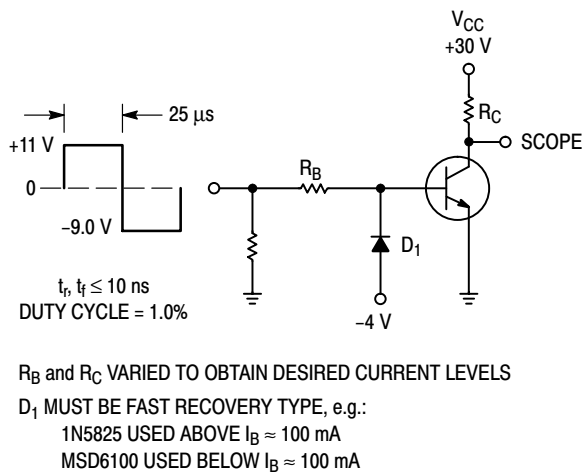 V_CC
+30 V
25 μs
R_C
+11 V
SCOPE
R_B
0
−9.0 V
D_1
t_r, t_f ≤ 10 ns
DUTY CYCLE = 1.0%
−4 V
R_B and R_C VARIED TO OBTAIN DESIRED CURRENT LEVELS
D_1 MUST BE FAST RECOVERY TYPE, e.g.:
1N5825 USED ABOVE I_B ≈ 100 mA
MSD6100 USED BELOW I_B ≈ 100 mA